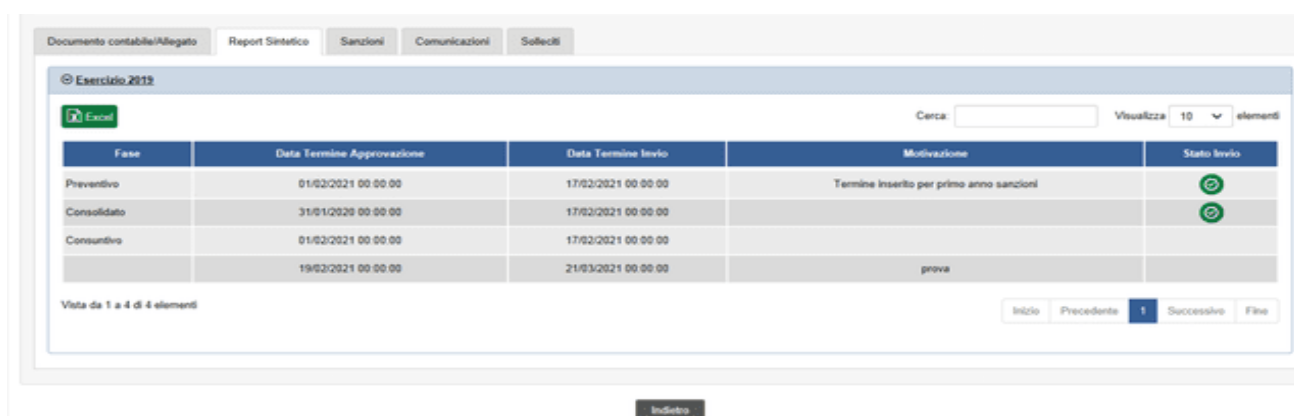 Documento contabile/Allegato Report Sintetico Sanzioni Comunicazioni Solleciti
Esercizio 2019
Excel Cerca: Visualizza 10 elementi
Fase Data Termine Approvazione Data Termine Invio Motivazione Stato Invio
Preventivo 01/02/2021 00:00:00 17/02/2021 00:00:00 Termine inserito per primo anno sanzioni
Consolidato 31/01/2020 00:00:00 17/02/2021 00:00:00
Consuntivo 01/02/2021 00:00:00 17/02/2021 00:00:00
19/02/2021 00:00:00 21/03/2021 00:00:00 prova
Vista da 1 a 4 di 4 elementi Inizio Precedente 1 Successivo Fine
Indietro